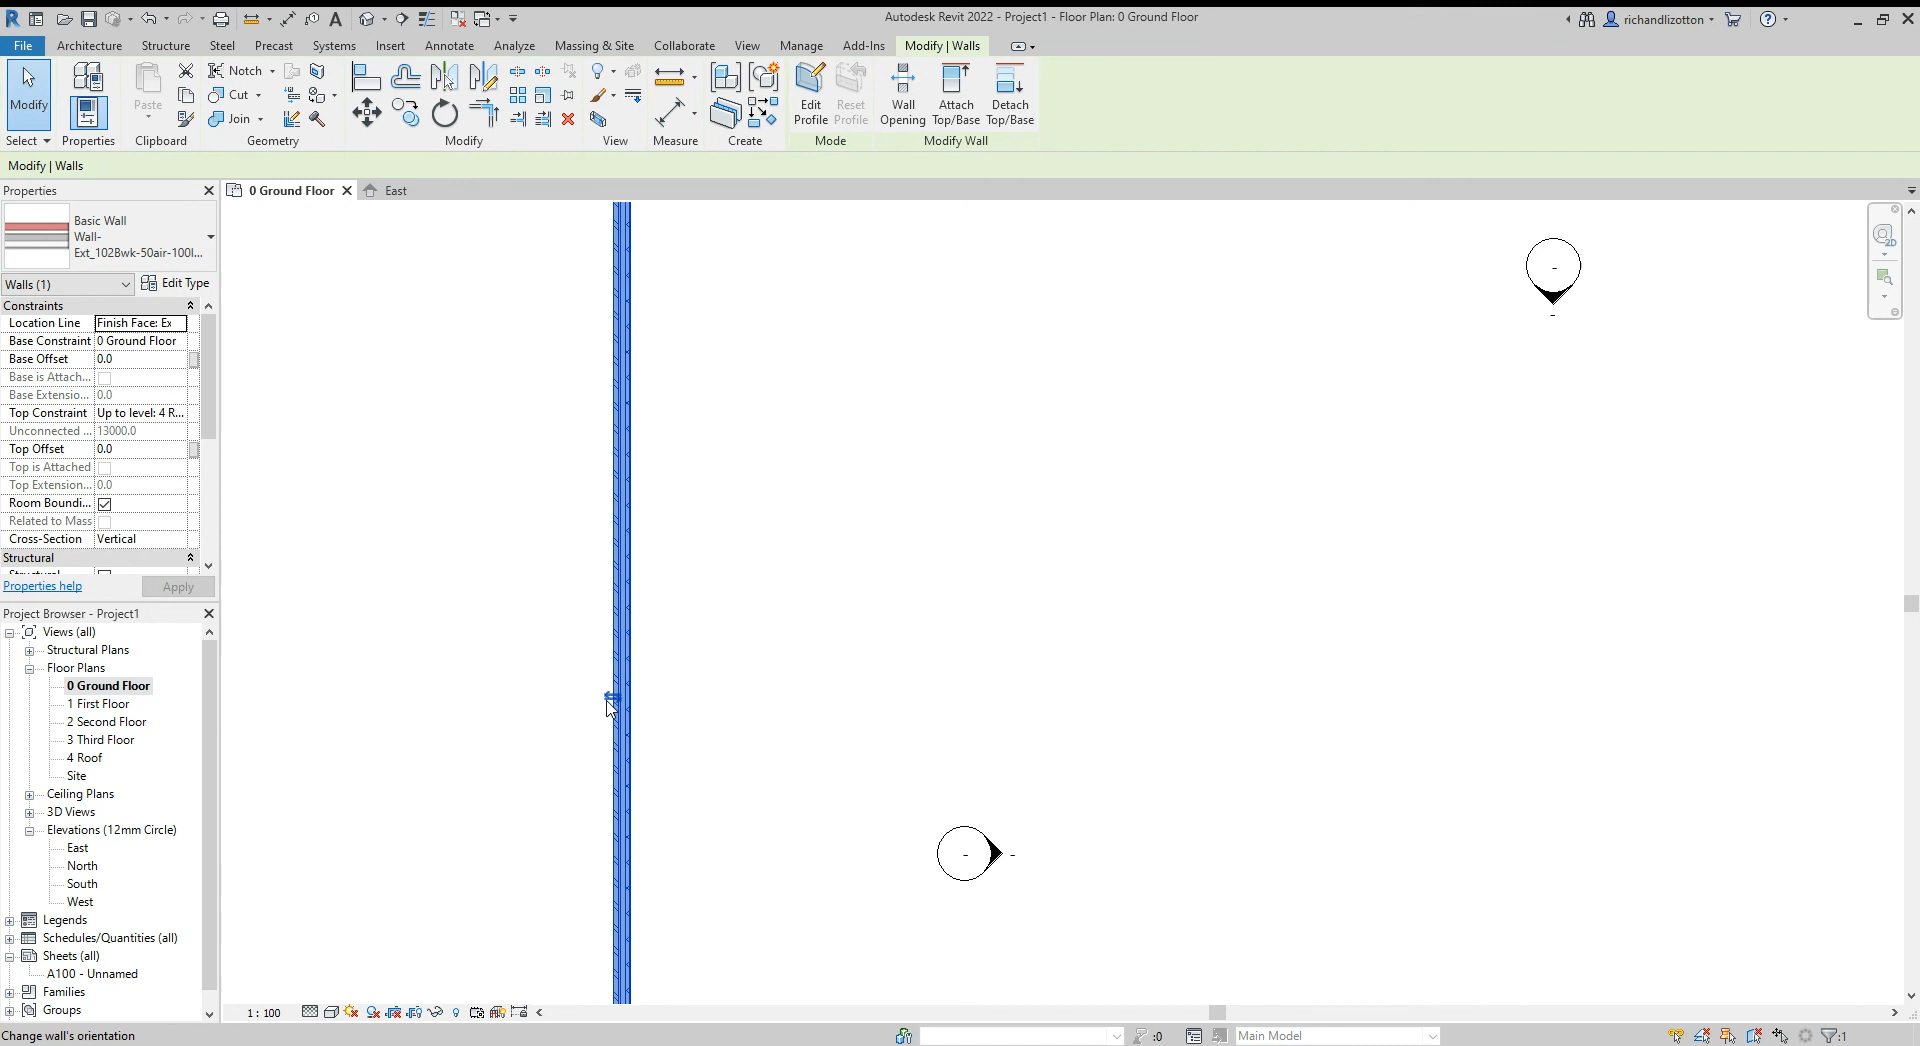 Autodesk Revit 2022 - Project1 - Floor Plan: 0 Ground Floor
richandlizotton
File Architecture Structure Steel Precast Systems Insert Annotate Analyze Massing & Site Collaborate View Manage Add-Ins Modify | Walls
Modify
Paste
Notch
Cut
Join
Edit Profile
Reset Profile
Wall Opening
Attach Top/Base
Detach Top/Base
Select Properties Clipboard Geometry Modify View Measure Create Mode Modify Wall
Modify | Walls
Properties
0 Ground Floor
East
Basic Wall
Wall-
Ext_102Bwk-50air-100l...
Walls (1)
Edit Type
Constraints
Location Line Finish Face: Ex
Base Constraint 0 Ground Floor
Base Offset 0.0
Base is Attach...
Base Extensio... 0.0
Top Constraint Up to level: 4 R...
Unconnected ... 13000.0
Top Offset 0.0
Top is Attached
Top Extension... 0.0
Room Boundi...
Related to Mass
Cross-Section Vertical
Structural
Properties help
Apply
Project Browser - Project1
Views (all)
Structural Plans
Floor Plans
0 Ground Floor
1 First Floor
2 Second Floor
3 Third Floor
4 Roof
Site
Ceiling Plans
3D Views
Elevations (12mm Circle)
East
North
South
West
Legends
Schedules/Quantities (all)
Sheets (all)
A100 - Unnamed
Families
Groups
2D
1 : 100
Change wall's orientation
:0
Main Model
:1